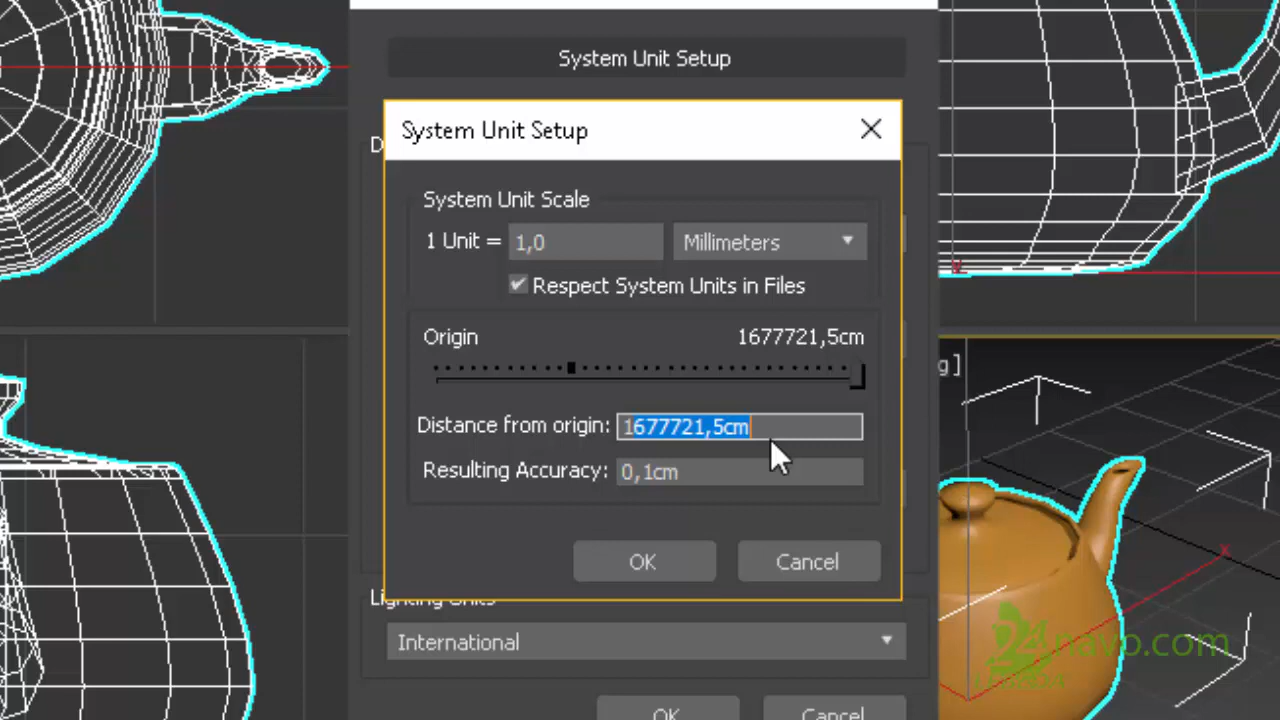 System Unit Setup
System Unit Setup
D
System Unit Scale
1 Unit = 1,0 Millimeters
Respect System Units in Files
Origin 1677721,5cm
g]
Distance from origin: 1677721,5cm
Resulting Accuracy: 0,1cm
x
OK Cancel
Lighting Units
International
navo.com
OK Cancel